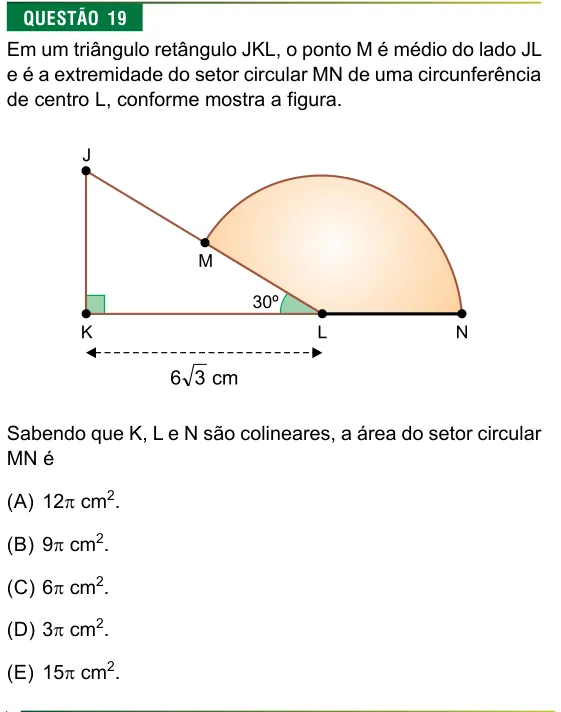 QUESTÃO 19
Em um triângulo retângulo JKL, o ponto M é médio do lado JL
e é a extremidade do setor circular MN de uma circunferência
de centro L, conforme mostra a figura.
J
M
30º
K
L
N
6√3 cm
Sabendo que K, L e N são colineares, a área do setor circular
MN é
(A) 12π cm².
(B) 9π cm².
(C) 6π cm².
(D) 3π cm².
(E) 15π cm².